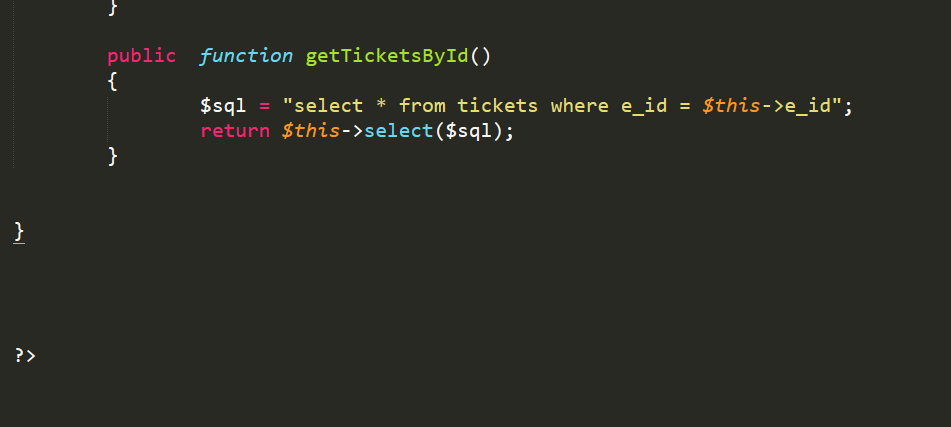 }
public  function getTicketsById()
{
$sql = "select * from tickets where e_id = $this->e_id";
return $this->select($sql);
}
}
?>